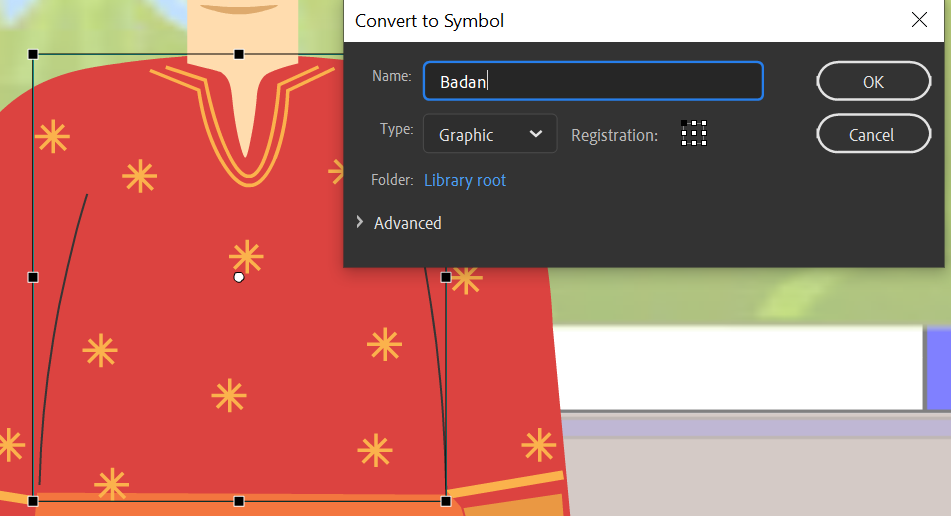 Convert to Symbol
Name: Badan OK
Type: Graphic Registration: Cancel
Folder: Library root
Advanced